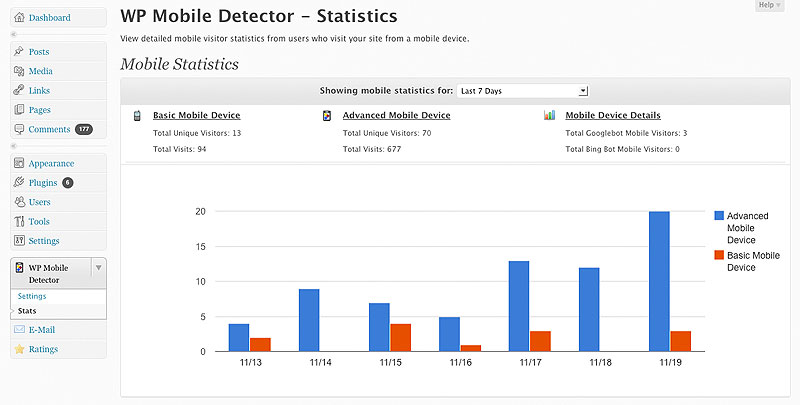 Help
Dashboard
Posts
Media
Links
Pages
Comments 177
Appearance
Plugins 6
Users
Tools
Settings
WP Mobile
Detector
Settings
Stats
E-Mail
Ratings
WP Mobile Detector – Statistics
View detailed mobile visitor statistics from users who visit your site from a mobile device.
Mobile Statistics
Showing mobile statistics for: Last 7 Days
Basic Mobile Device
Total Unique Visitors: 13
Total Visits: 94
Advanced Mobile Device
Total Unique Visitors: 70
Total Visits: 677
Mobile Device Details
Total Googlebot Mobile Visitors: 3
Total Bing Bot Mobile Visitors: 0
20
15
10
5
0
11/13 11/14 11/15 11/16 11/17 11/18 11/19
Advanced
Mobile
Device
Basic Mobile
Device